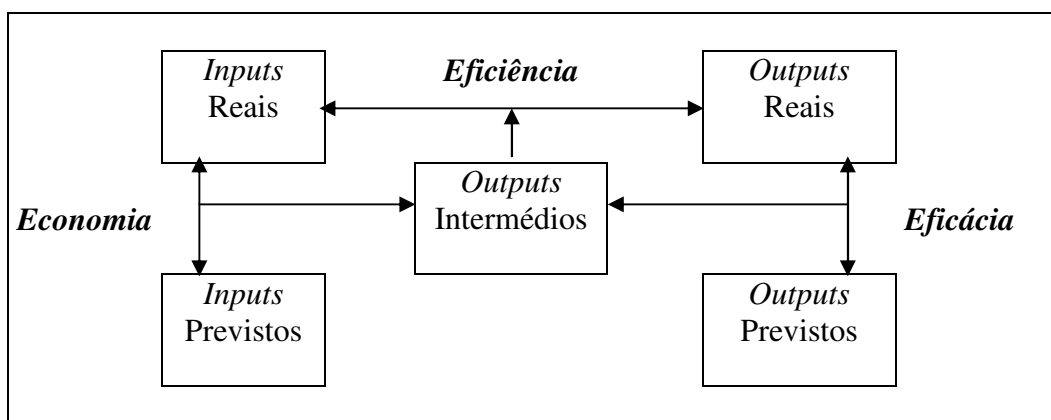 Inputs
Reais
Eficiência
Outputs
Reais
Economia
Outputs
Intermédios
Eficácia
Inputs
Previstos
Outputs
Previstos